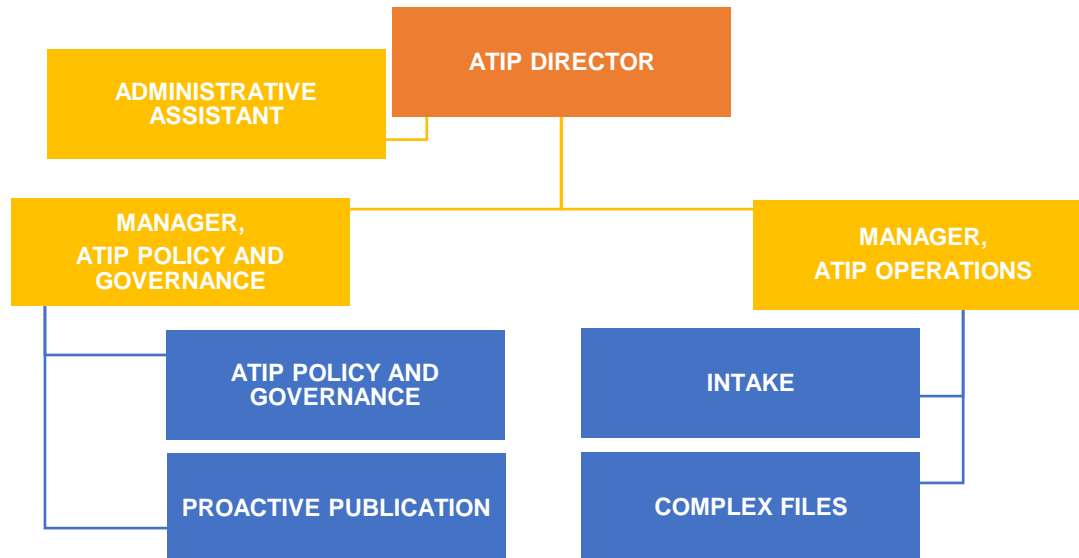 ATIP DIRECTOR
ADMINISTRATIVE
ASSISTANT
MANAGER,
ATIP POLICY AND
GOVERNANCE
MANAGER,
ATIP OPERATIONS
ATIP POLICY AND
GOVERNANCE
INTAKE
PROACTIVE PUBLICATION
COMPLEX FILES